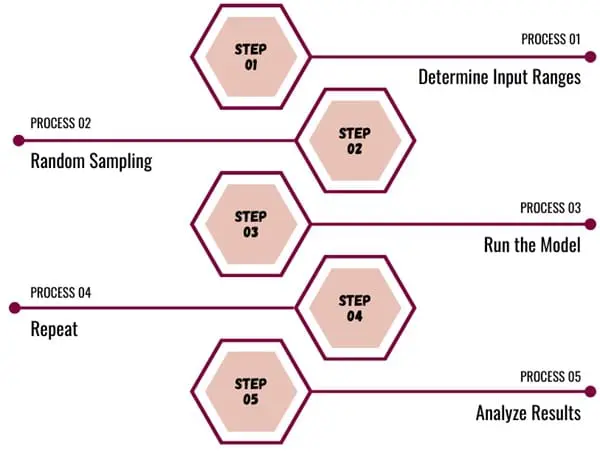 STEP
01
PROCESS 01
Determine Input Ranges
PROCESS 02
Random Sampling
STEP
02
STEP
03
PROCESS 03
Run the Model
PROCESS 04
Repeat
STEP
04
STEP
05
PROCESS 05
Analyze Results